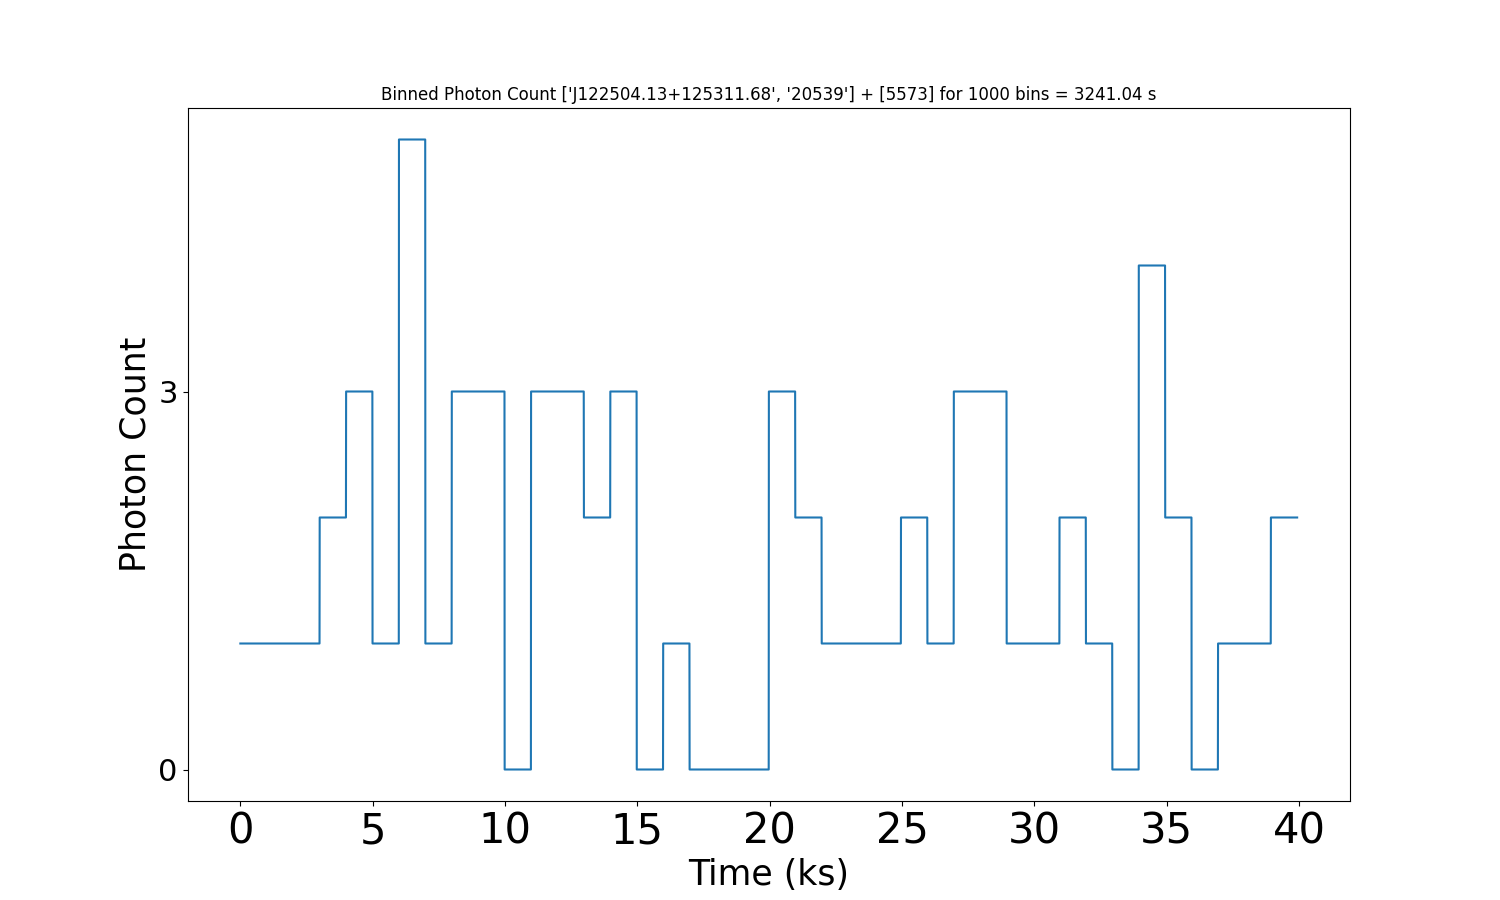 Binned Photon Count ['J122504.13+125311.68', '20539'] + [5573] for 1000 bins = 3241.04 s
Photon Count
3
0
0 5 10 15 20 25 30 35 40
Time (ks)